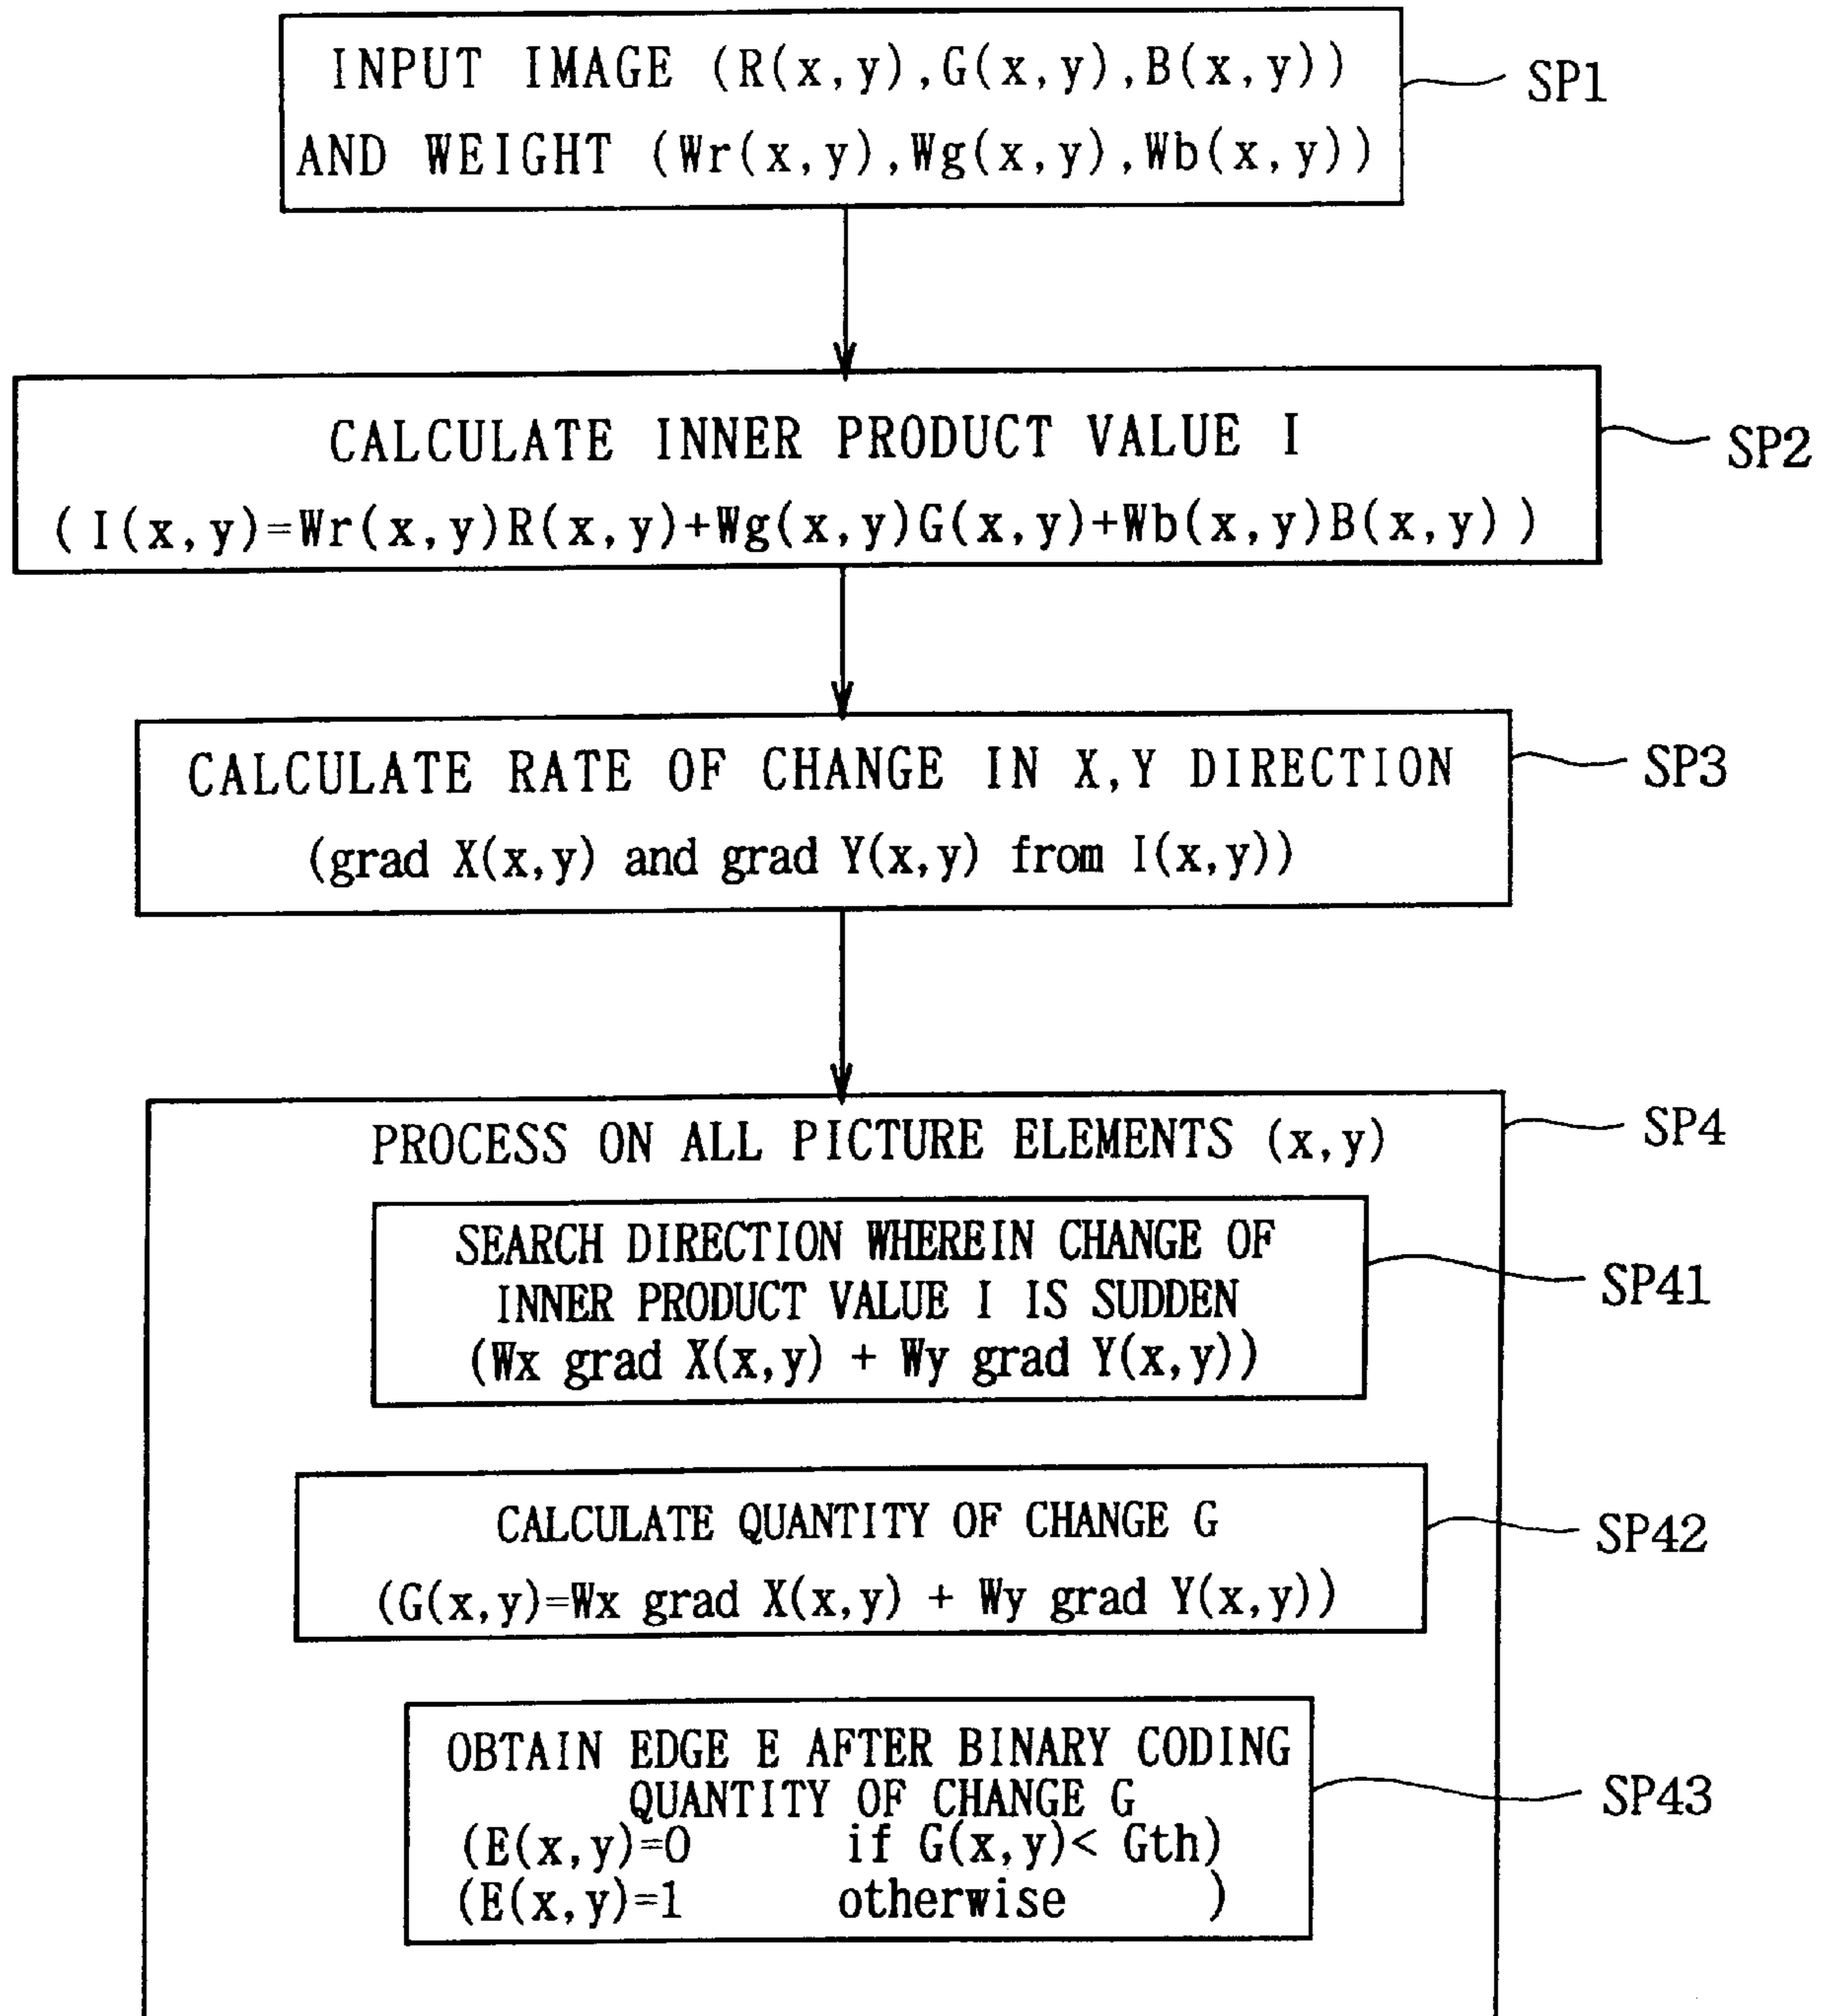 INPUT IMAGE (R(x,y),G(x,y),B(x,y))
AND WEIGHT (Wr(x,y),Wg(x,y),Wb(x,y))
SP1
CALCULATE INNER PRODUCT VALUE I
(I(x,y)=Wr(x,y)R(x,y)+Wg(x,y)G(x,y)+Wb(x,y)B(x,y))
SP2
CALCULATE RATE OF CHANGE IN X,Y DIRECTION
(grad X(x,y) and grad Y(x,y) from I(x,y))
SP3
PROCESS ON ALL PICTURE ELEMENTS (x,y)
SP4
SEARCH DIRECTION WHEREIN CHANGE OF
INNER PRODUCT VALUE I IS SUDDEN
(Wx grad X(x,y) + Wy grad Y(x,y))
SP41
CALCULATE QUANTITY OF CHANGE G
(G(x,y)=Wx grad X(x,y) + Wy grad Y(x,y))
SP42
OBTAIN EDGE E AFTER BINARY CODING
QUANTITY OF CHANGE G
(E(x,y)=0 if G(x,y)< Gth)
(E(x,y)=1 otherwise )
SP43